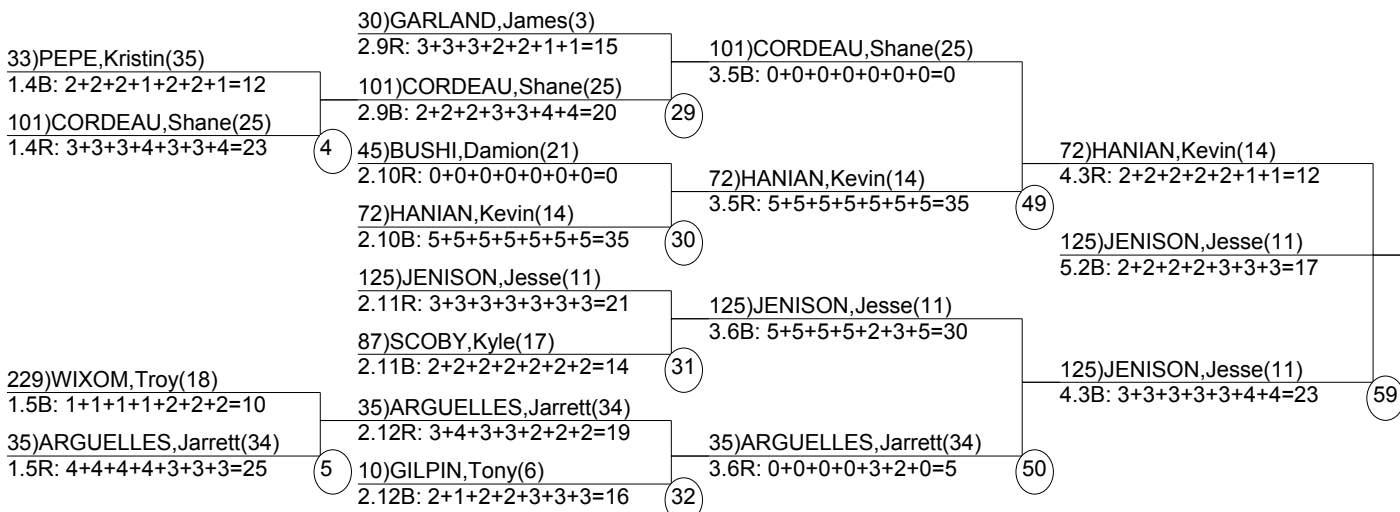 33)PEPE,Kristin(35)
1.4B: 2+2+2+1+2+2+1=12
101)CORDEAU,Shane(25)
1.4R: 3+3+3+4+3+3+4=23
4
229)WIXOM,Troy(18)
1.5B: 1+1+1+1+2+2+2=10
35)ARGUELLES,Jarrett(34)
1.5R: 4+4+4+4+3+3+3=25
5
30)GARLAND,James(3)
2.9R: 3+3+3+2+2+1+1=15
101)CORDEAU,Shane(25)
2.9B: 2+2+2+3+3+4+4=20
29
45)BUSHI,Damion(21)
2.10R: 0+0+0+0+0+0+0=0
72)HANIAN,Kevin(14)
2.10B: 5+5+5+5+5+5+5=35
30
125)JENISON,Jesse(11)
2.11R: 3+3+3+3+3+3+3=21
87)SCOBY,Kyle(17)
2.11B: 2+2+2+2+2+2+2=14
31
35)ARGUELLES,Jarrett(34)
2.12R: 3+4+3+3+2+2+2=19
10)GILPIN,Tony(6)
2.12B: 2+1+2+2+3+3+3=16
32
101)CORDEAU,Shane(25)
3.5B: 0+0+0+0+0+0+0=0
72)HANIAN,Kevin(14)
3.5R: 5+5+5+5+5+5+5=35
49
125)JENISON,Jesse(11)
3.6B: 5+5+5+5+2+3+5=30
35)ARGUELLES,Jarrett(34)
3.6R: 0+0+0+0+3+2+0=5
50
72)HANIAN,Kevin(14)
4.3R: 2+2+2+2+2+1+1=12
125)JENISON,Jesse(11)
5.2B: 2+2+2+2+3+3+3=17
125)JENISON,Jesse(11)
4.3B: 3+3+3+3+3+4+4=23
59